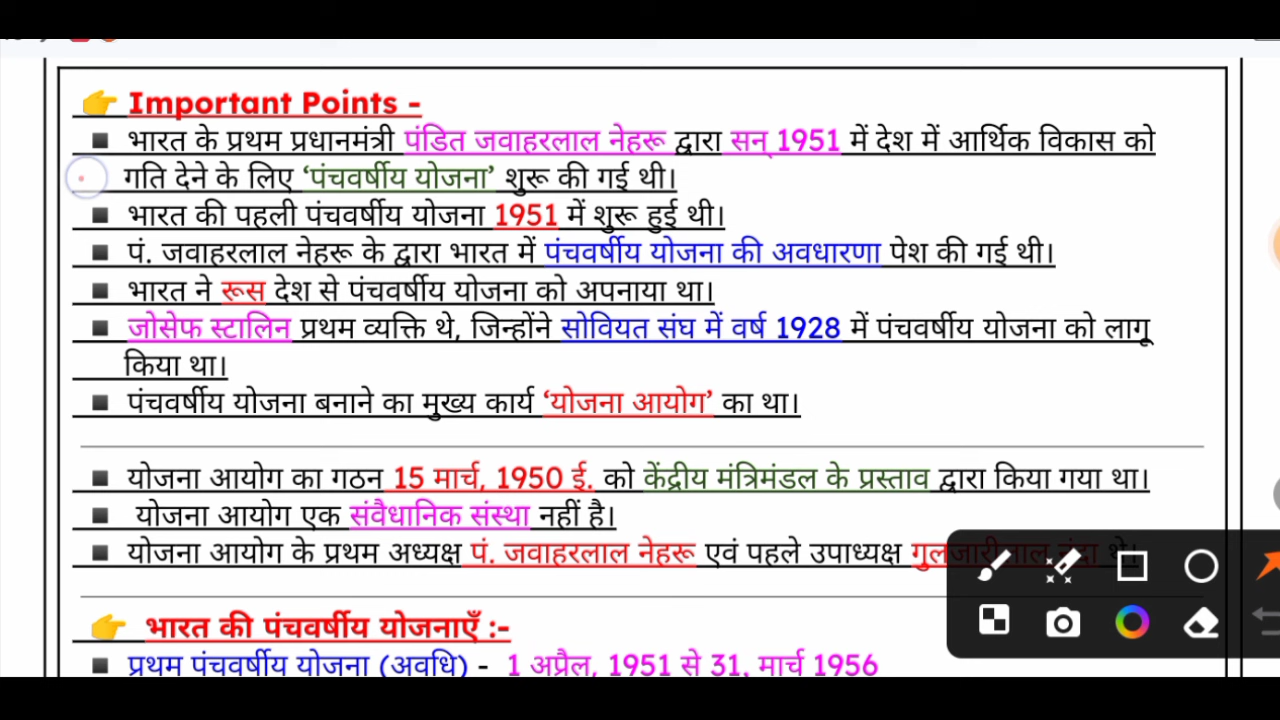 👉 Important Points -
▪ भारत के प्रथम प्रधानमंत्री पंडित जवाहरलाल नेहरू द्वारा सन् 1951 में देश में आर्थिक विकास को
गति देने के लिए ‘पंचवर्षीय योजना’ शुरू की गई थी।
▪ भारत की पहली पंचवर्षीय योजना 1951 में शुरू हुई थी।
▪ पं. जवाहरलाल नेहरू के द्वारा भारत में पंचवर्षीय योजना की अवधारणा पेश की गई थी।
▪ भारत ने रूस देश से पंचवर्षीय योजना को अपनाया था।
▪ जोसेफ स्टालिन प्रथम व्यक्ति थे, जिन्होंने सोवियत संघ में वर्ष 1928 में पंचवर्षीय योजना को लागू
किया था।
▪ पंचवर्षीय योजना बनाने का मुख्य कार्य ‘योजना आयोग’ का था।
▪ योजना आयोग का गठन 15 मार्च, 1950 ई. को केंद्रीय मंत्रिमंडल के प्रस्ताव द्वारा किया गया था।
▪ योजना आयोग एक संवैधानिक संस्था नहीं है।
▪ योजना आयोग के प्रथम अध्यक्ष पं. जवाहरलाल नेहरू एवं पहले उपाध्यक्ष गुलजारीलाल नंदा थे।
👉 भारत की पंचवर्षीय योजनाएँ :-
▪ प्रथम पंचवर्षीय योजना (अवधि) - 1 अप्रैल, 1951 से 31, मार्च 1956